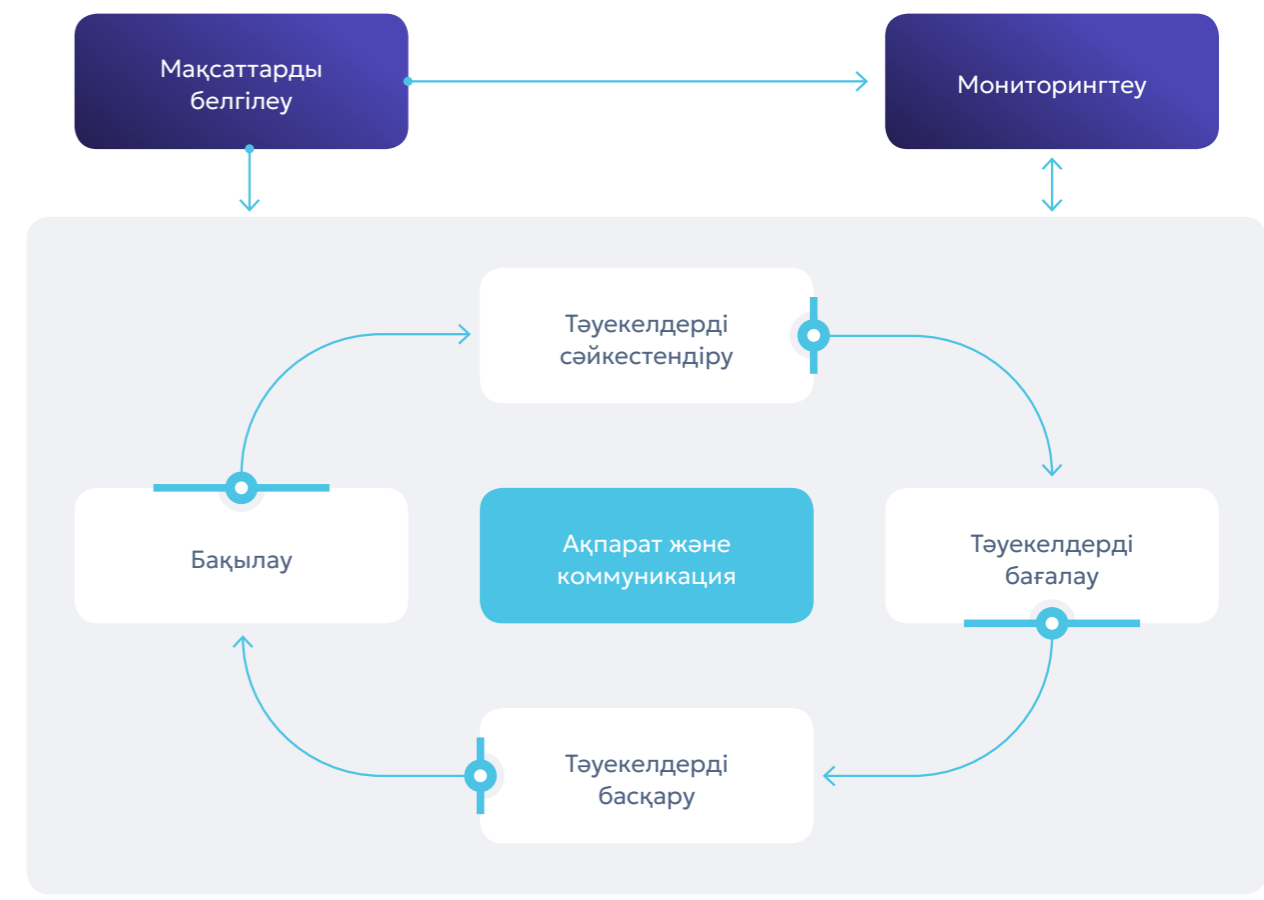 Мақсаттарды
белгілеу
Мониторингтеу
Тәуекелдерді
сәйкестендіру
Бақылау
Ақпарат және
коммуникация
Тәуекелдерді
бағалау
Тәуекелдерді
басқару